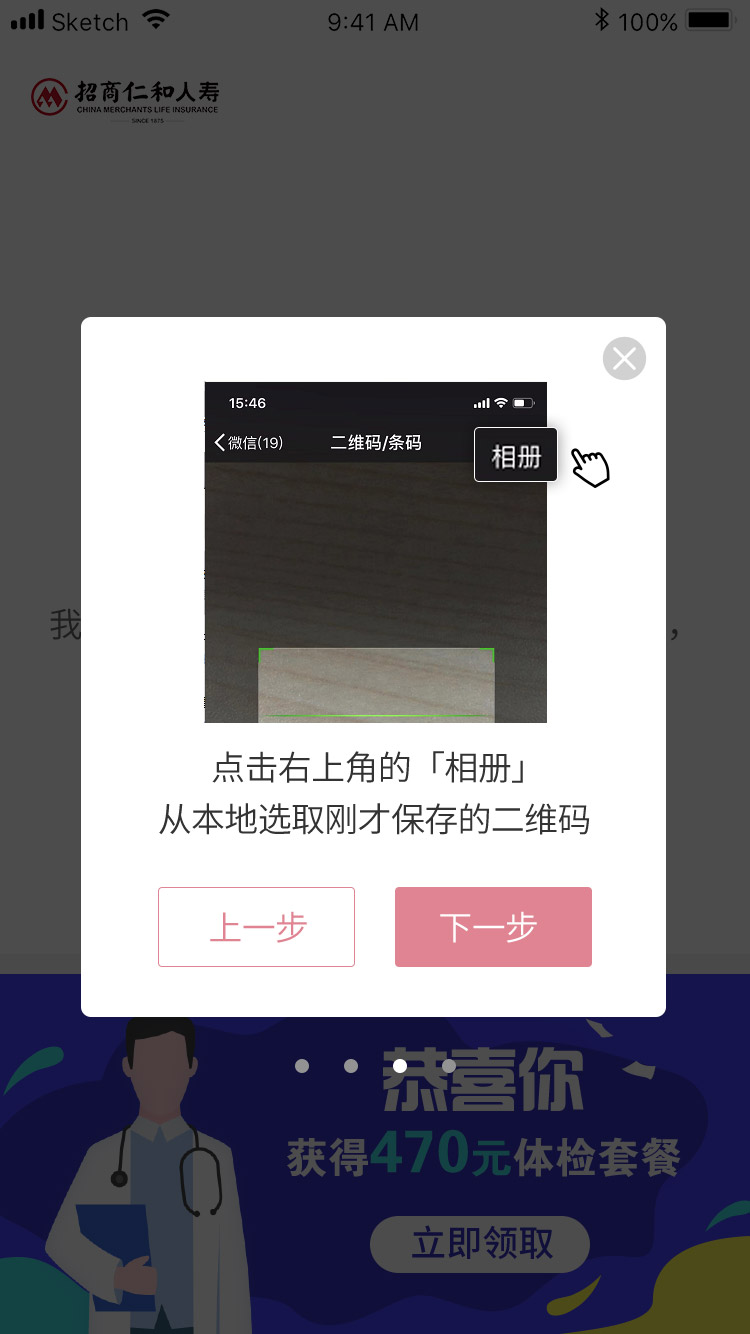 Sketch 9:41 AM 100%
招商仁和人寿
CHINA MERCHANTS LIFE INSURANCE
SINCE 1875
15:46
微信(19) 二维码/条码 相册
我 ，
点击右上角的「相册」
从本地选取刚才保存的二维码
上一步 下一步
恭喜你
获得470元体检套餐
立即领取